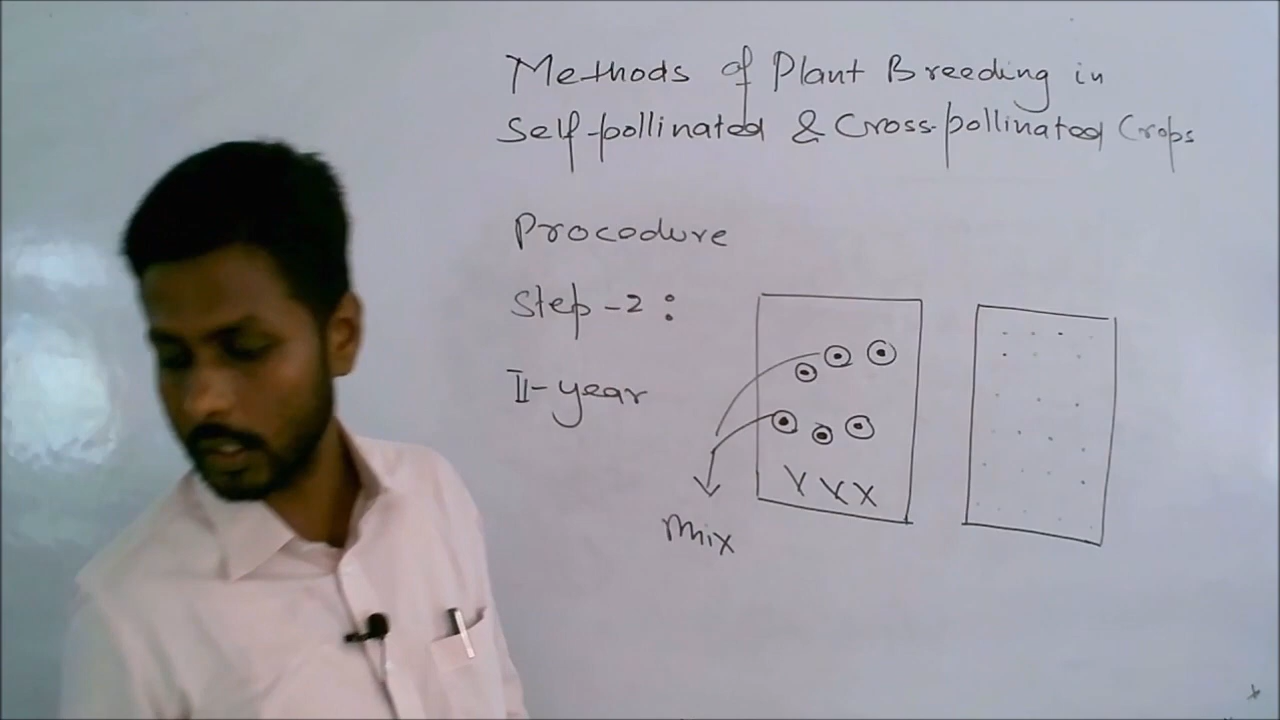 Methods of Plant Breeding in
Self-pollinated & Cross-pollinated Crops
Procodure
Step-2:
II-year
Mix